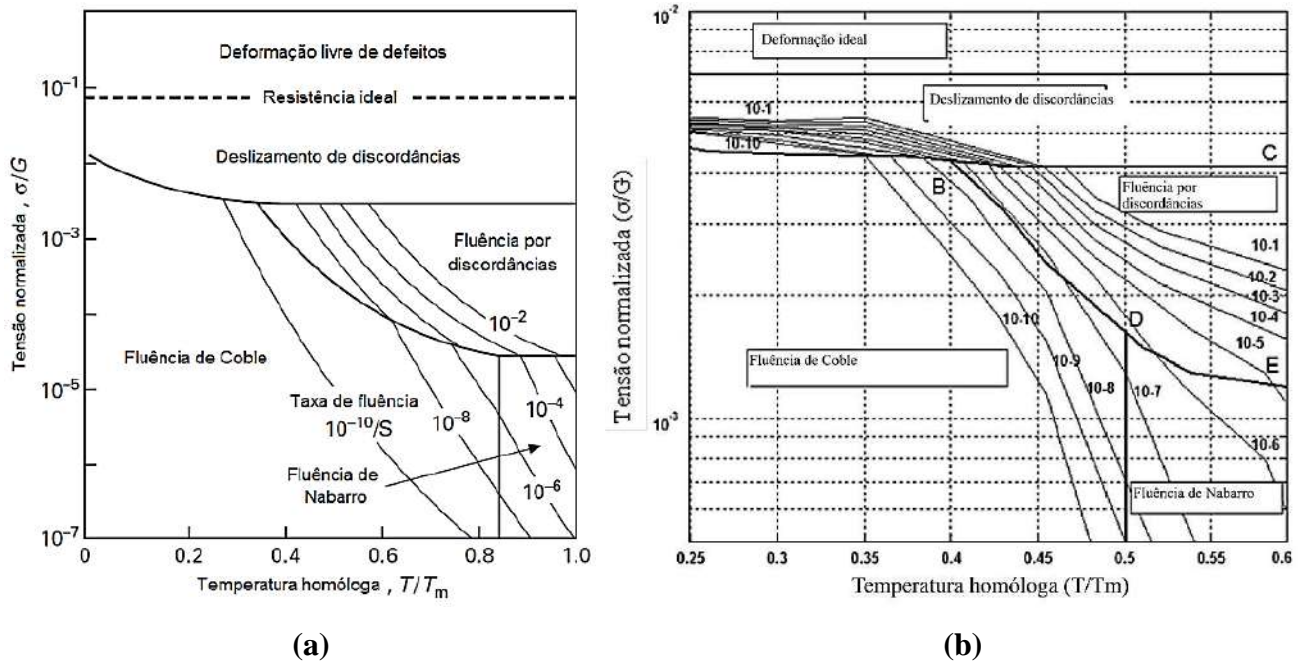 Deformação livre de defeitos
Resistência ideal
Deslizamento de discordâncias
Fluência por
discordâncias
10⁻²
Fluência de Coble
Taxa de fluência
10⁻¹⁰/S
10⁻⁸
10⁻⁴
Fluência de
Nabarro
10⁻⁶
10⁻¹
10⁻³
10⁻⁵
10⁻⁷
0
0.2
0.4
0.6
0.8
1.0
Tensão normalizada , σ/G
Temperatura homóloga , T/Tₘ
(a)
10⁻²
Deformação ideal
Deslizamento de discordâncias
10-1
10-10
C
B
Fluência por
discordâncias
10-1
10-2
10-3
10-4
10-5
D
E
10-10
10-9
10-8
10-7
10-6
Fluência de Coble
Fluência de Nabarro
10⁻³
0.25
0.3
0.35
0.4
0.45
0.5
0.55
0.6
Tensão normalizada (σ/G)
Temperatura homóloga (T/Tm)
(b)